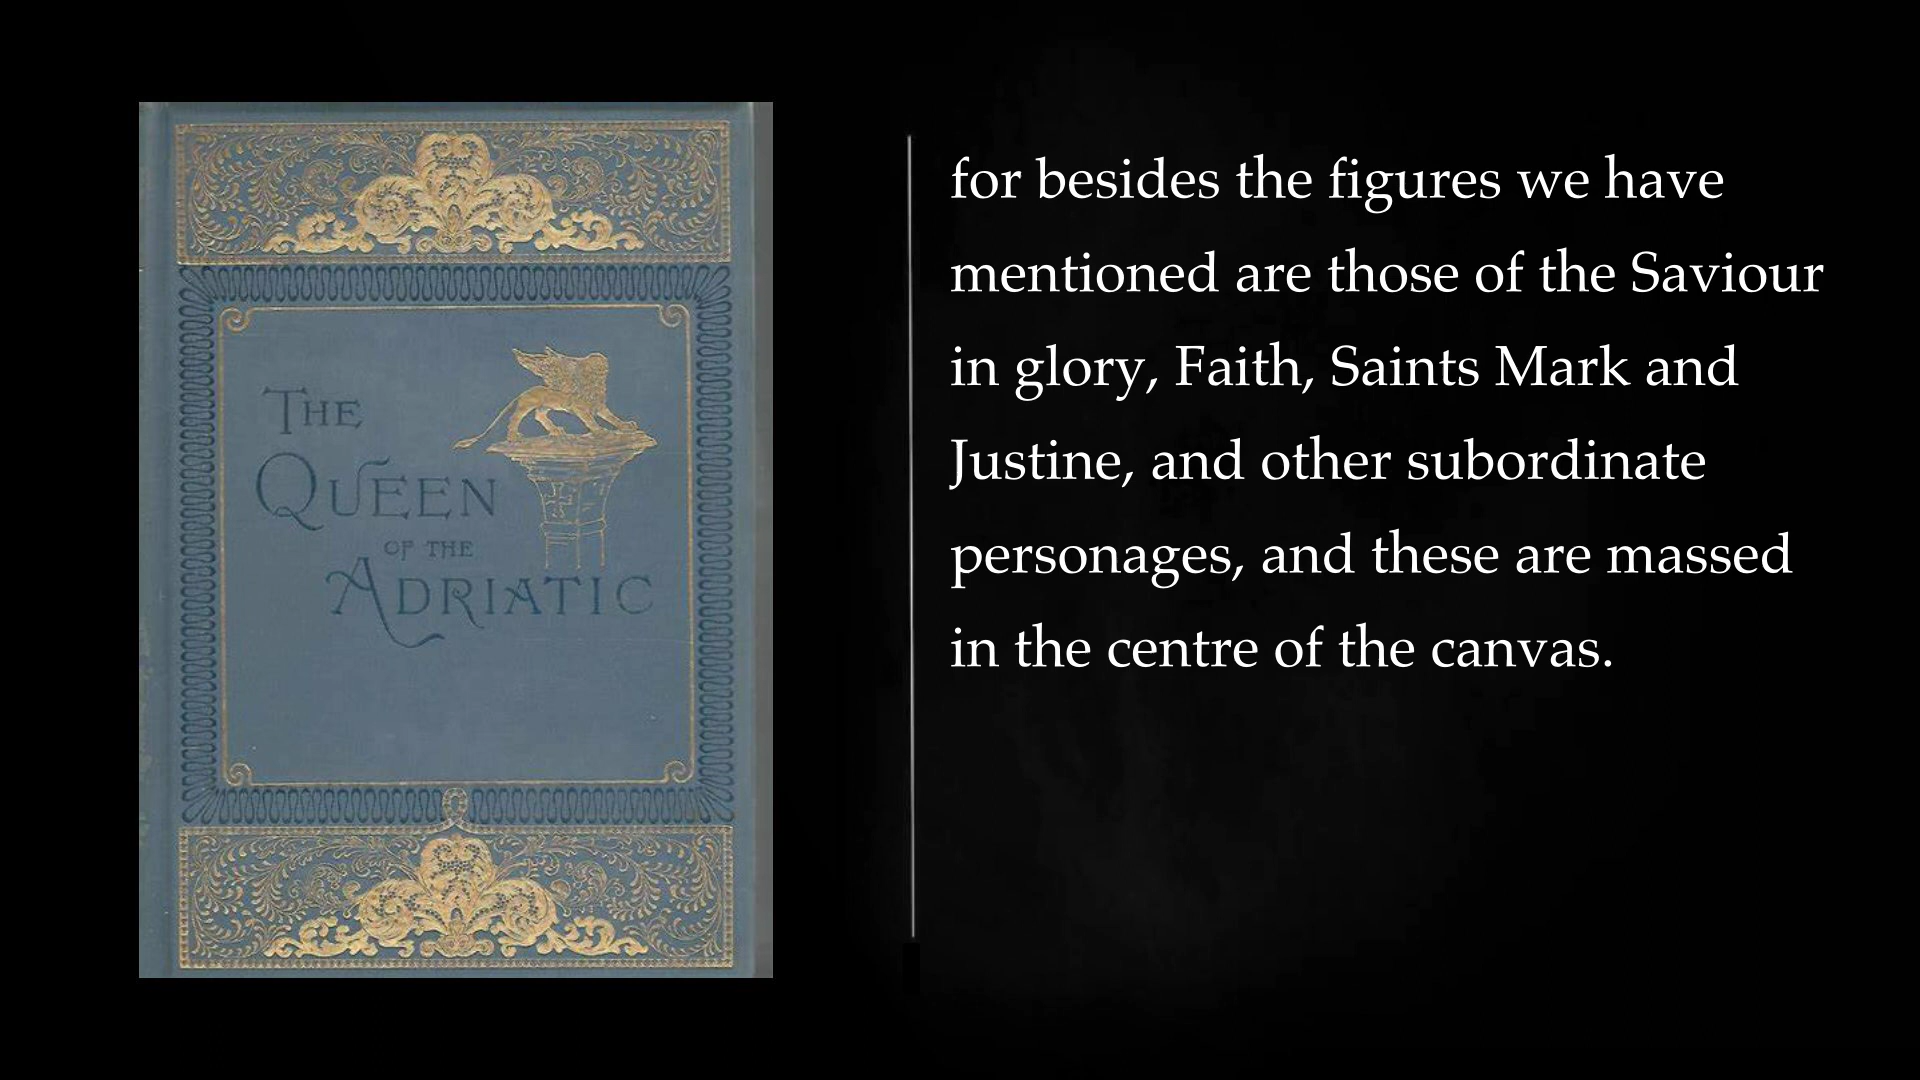 The
Queen
of the
Adriatic
for besides the figures we have
mentioned are those of the Saviour
in glory, Faith, Saints Mark and
Justine, and other subordinate
personages, and these are massed
in the centre of the canvas.